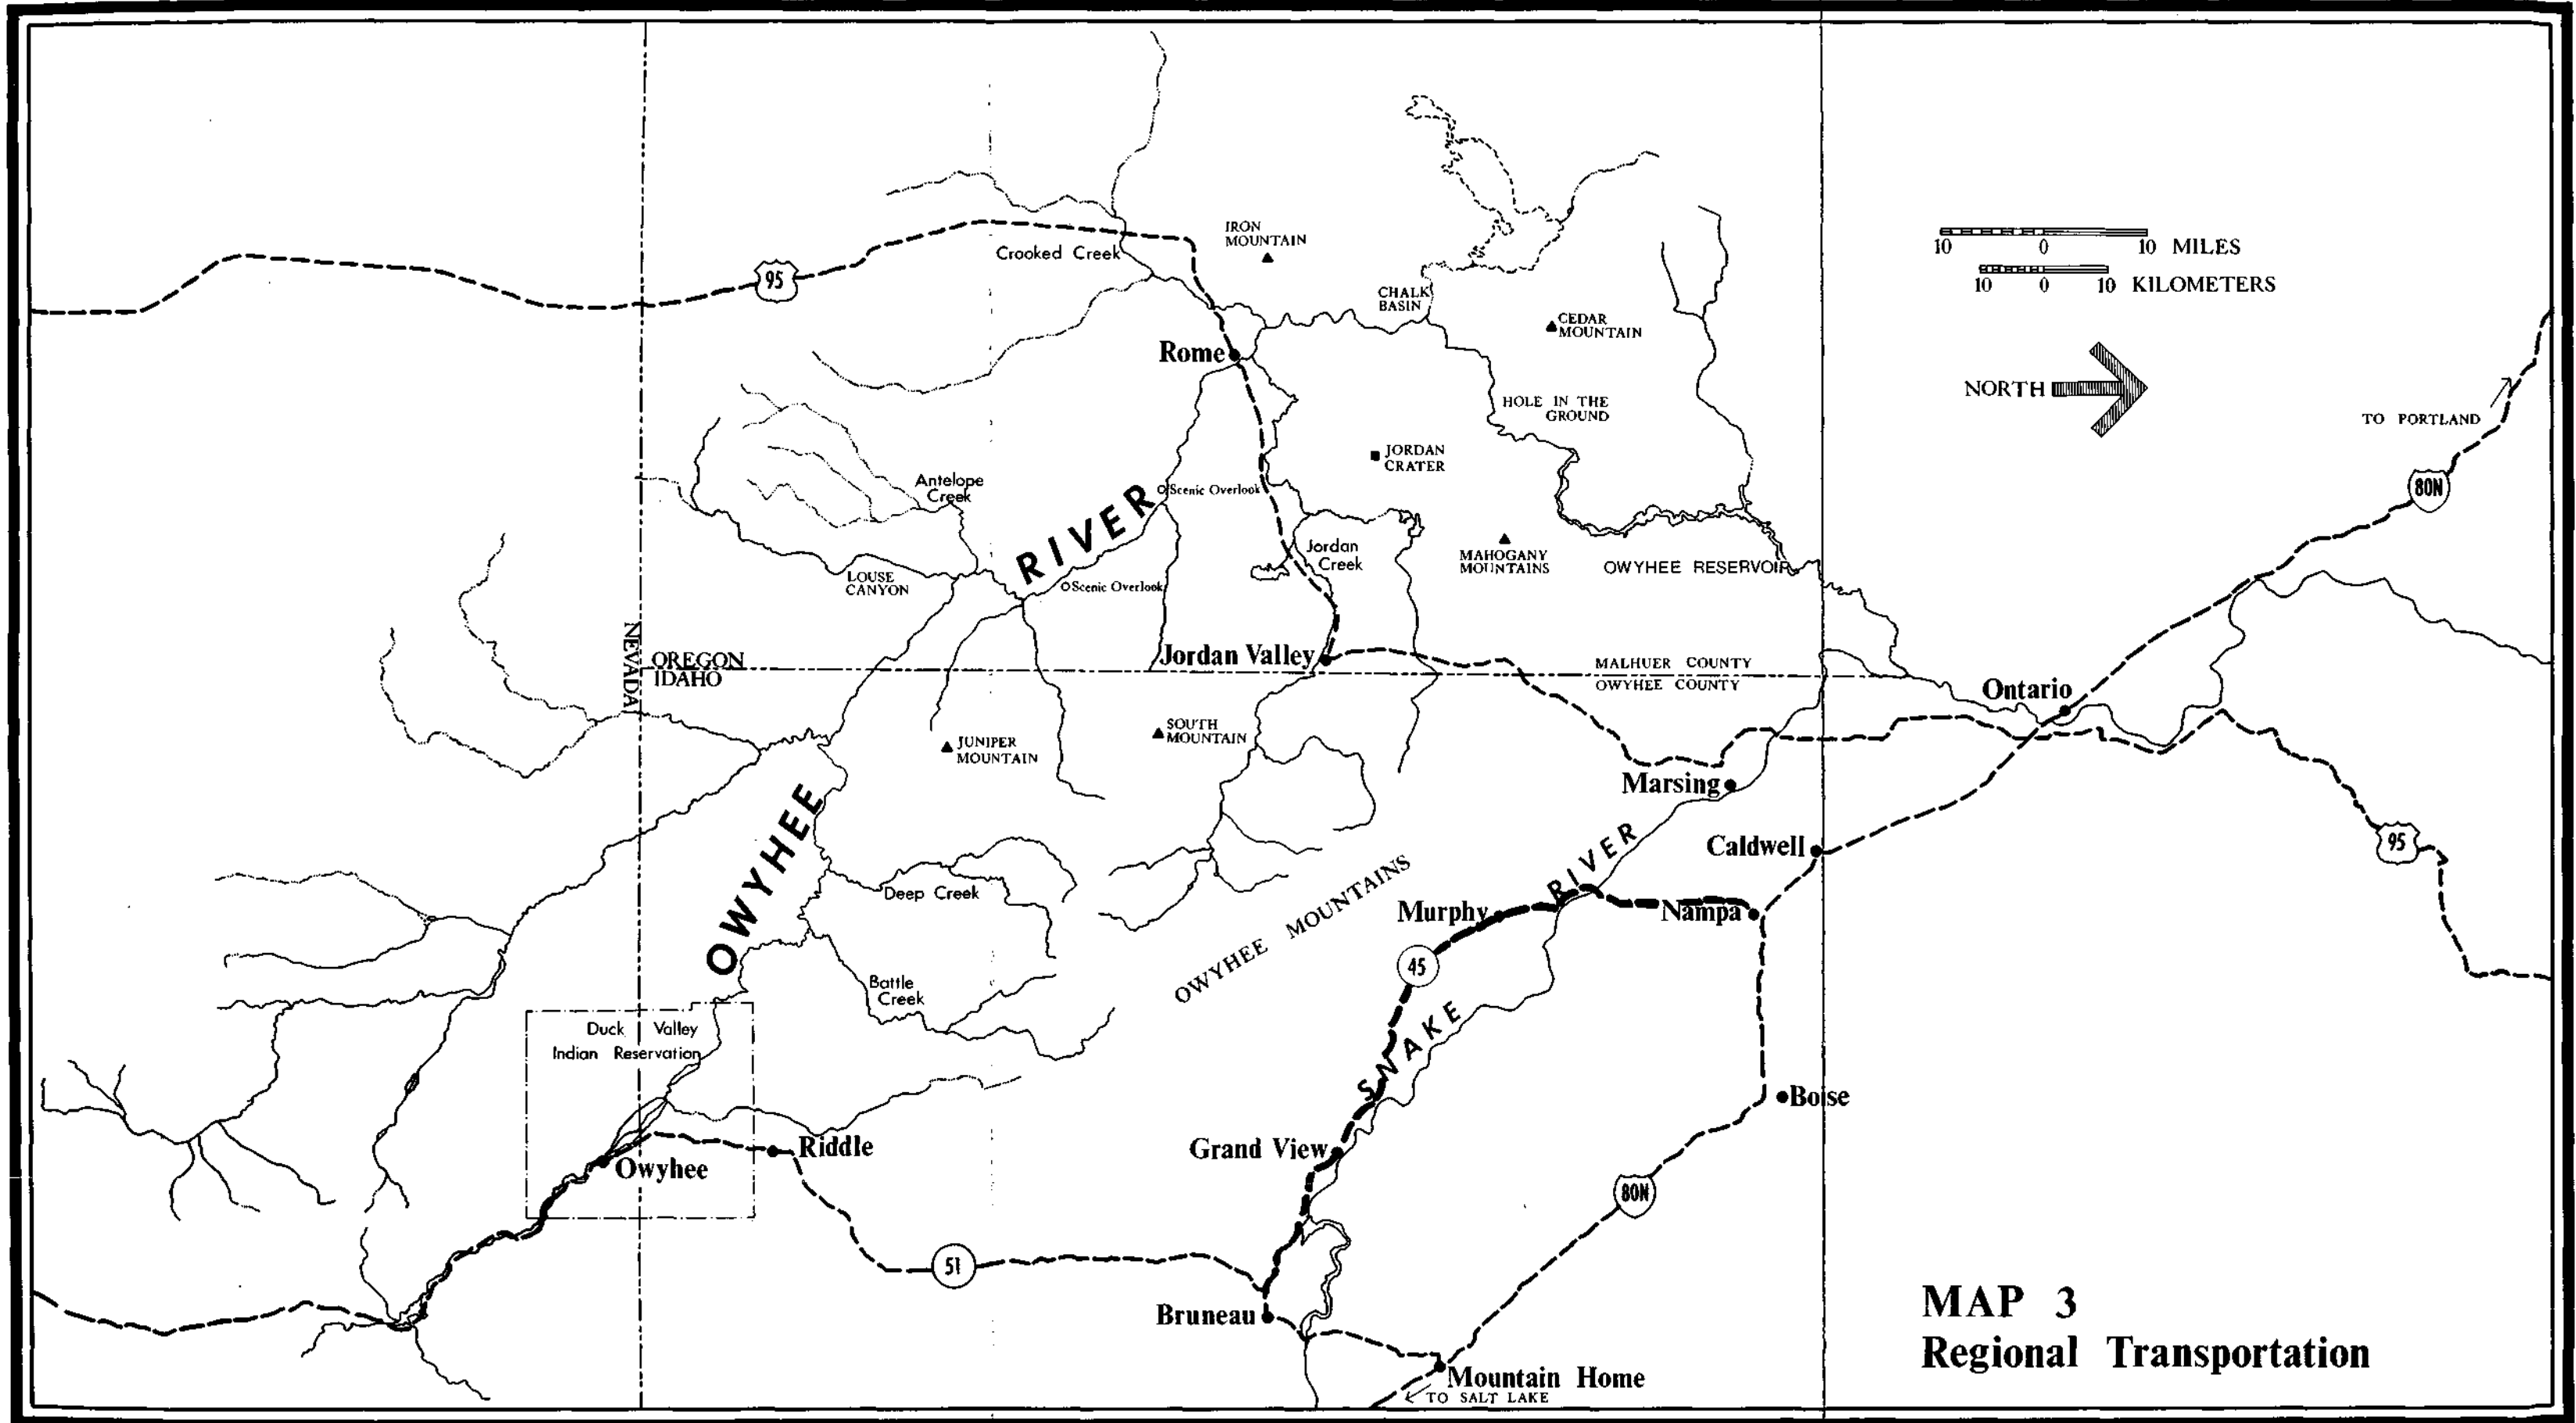 IRON
MOUNTAIN
Crooked Creek
95
CHALK
BASIN
CEDAR
MOUNTAIN
10 0 10 MILES
10 0 10 KILOMETERS
NORTH
TO PORTLAND
80N
Rome
HOLE IN THE
GROUND
JORDAN
CRATER
Antelope
Creek
Scenic Overlook
RIVER
Scenic Overlook
LOUSE
CANYON
Jordan
Creek
MAHOGANY
MOUNTAINS
OWYHEE RESERVOIR
NEVADA
OREGON
IDAHO
Jordan Valley
MALHUER COUNTY
OWYHEE COUNTY
Ontario
JUNIPER
MOUNTAIN
SOUTH
MOUNTAIN
Marsing
OWYHEE
Caldwell
95
RIVER
Deep Creek
OWYHEE MOUNTAINS
Murphy
Nampa
45
Battle
Creek
SNAKE
Duck Valley
Indian Reservation
Boise
Riddle
Owyhee
Grand View
80N
51
Bruneau
Mountain Home
TO SALT LAKE
MAP 3
Regional Transportation